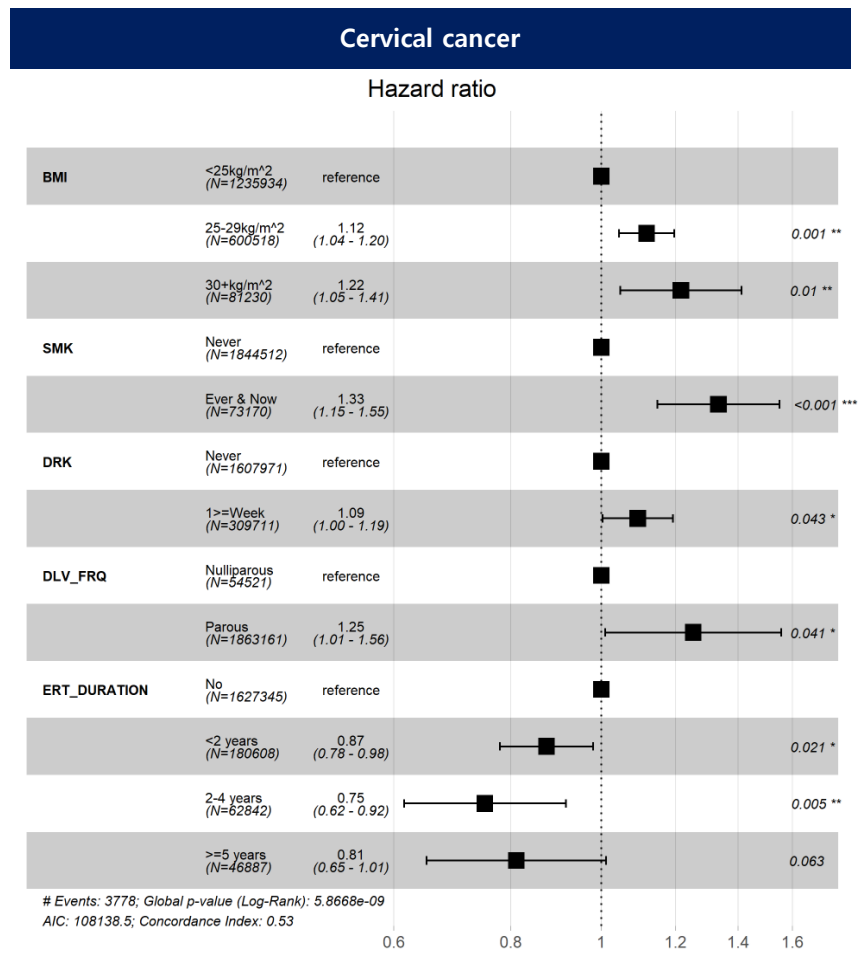 Cervical cancer
Hazard ratio
BMI <25kg/m^2 (N=1235934) reference
25-29kg/m^2 (N=600518) 1.12 (1.04 - 1.20) 0.001 **
30+kg/m^2 (N=81230) 1.22 (1.05 - 1.41) 0.01 **
SMK Never (N=1844512) reference
Ever & Now (N=73170) 1.33 (1.15 - 1.55) <0.001 ***
DRK Never (N=1607971) reference
1>=Week (N=309711) 1.09 (1.00 - 1.19) 0.043 *
DLV_FRQ Nulliparous (N=54521) reference
Parous (N=1863161) 1.25 (1.01 - 1.56) 0.041 *
ERT_DURATION No (N=1627345) reference
<2 years (N=180608) 0.87 (0.78 - 0.98) 0.021 *
2-4 years (N=62842) 0.75 (0.62 - 0.92) 0.005 **
>=5 years (N=46887) 0.81 (0.65 - 1.01) 0.063
# Events: 3778; Global p-value (Log-Rank): 5.8668e-09
AIC: 108138.5; Concordance Index: 0.53
0.6 0.8 1 1.2 1.4 1.6